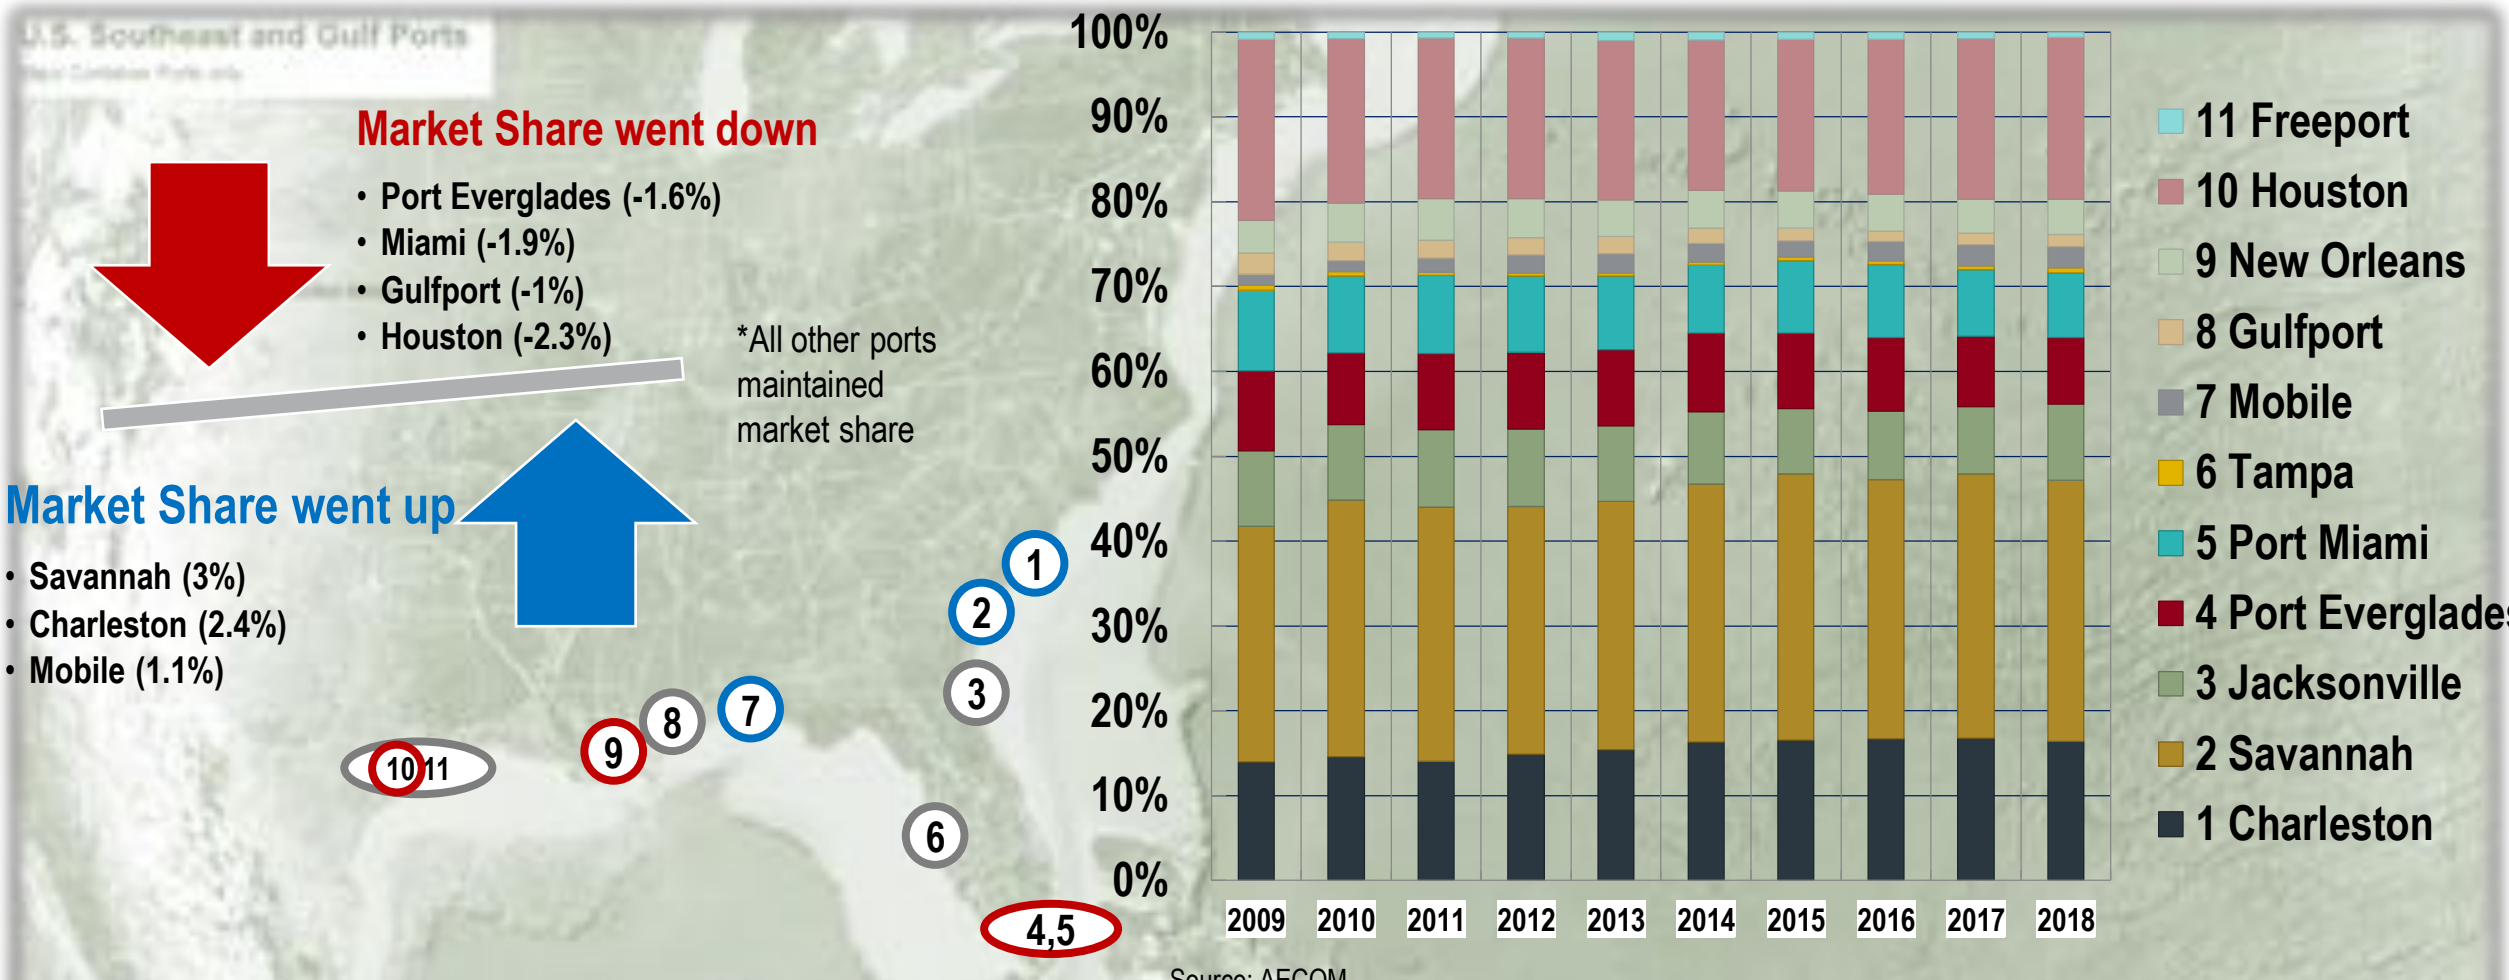 U.S. Southeast and Gulf Ports
Market Share went down
• Port Everglades (-1.6%)
• Miami (-1.9%)
• Gulfport (-1%)
• Houston (-2.3%)
*All other ports
maintained
market share
Market Share went up
• Savannah (3%)
• Charleston (2.4%)
• Mobile (1.1%)
1
2
3
7
8
9
10 11
6
4,5
100%
90%
80%
70%
60%
50%
40%
30%
20%
10%
0%
2009 2010 2011 2012 2013 2014 2015 2016 2017 2018
11 Freeport
10 Houston
9 New Orleans
8 Gulfport
7 Mobile
6 Tampa
5 Port Miami
4 Port Everglades
3 Jacksonville
2 Savannah
1 Charleston
Source: AECOM